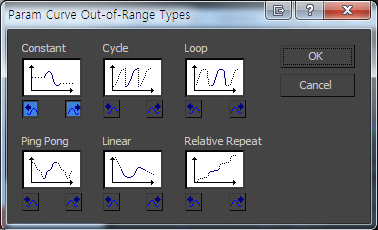 Param Curve Out-of-Range Types
Constant
Cycle
Loop
OK
Cancel
Ping Pong
Linear
Relative Repeat